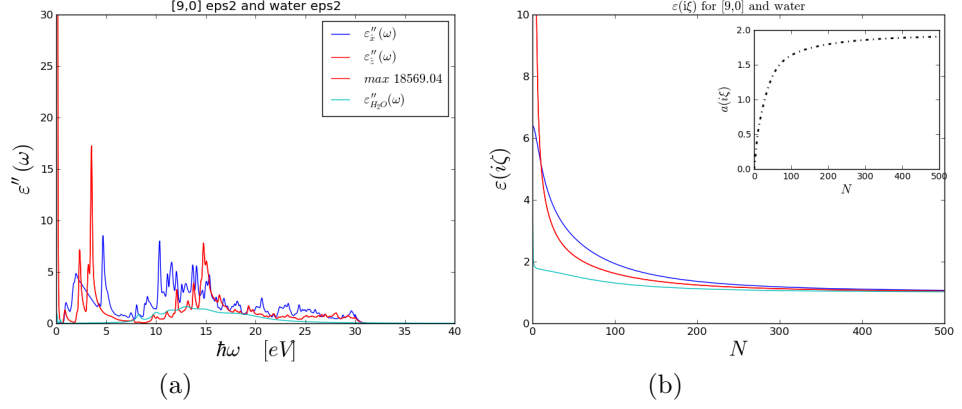 [9,0] eps2 and water eps2
ε''_x̂(ω)
ε''_ẑ(ω)
max 18569.04
ε''_{H₂O}(ω)
ε''(ω)
30
25
20
15
10
5
0
0 5 10 15 20 25 30 35 40
ħω [eV]
(a)
ε(iζ) for [9,0] and water
ε(iζ)
10
8
6
4
2
0
0 100 200 300 400 500
N
a(iξ)
2.0
1.5
1.0
0.5
0.0
0 100 200 300 400 500
N
(b)